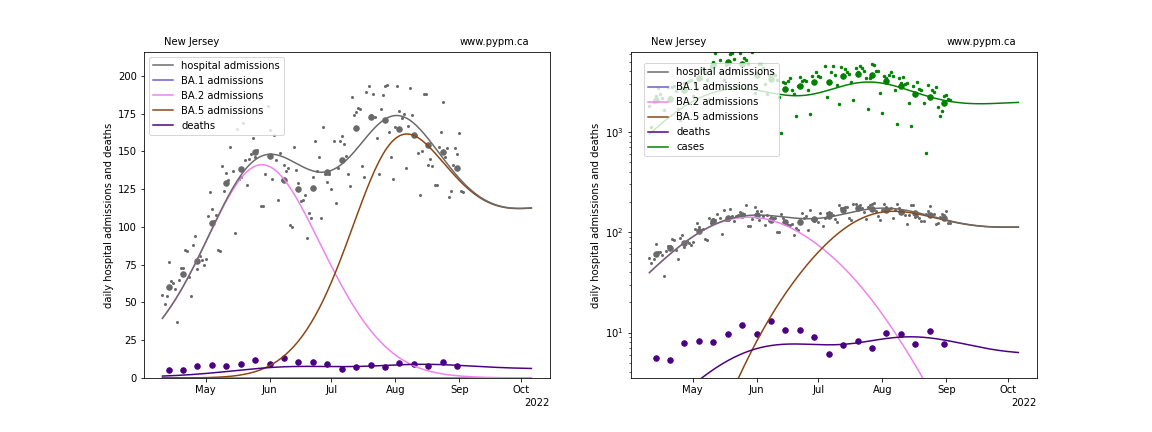 New Jersey
www.pypm.ca
daily hospital admissions and deaths
200
175
150
125
100
75
50
25
0
hospital admissions
BA.1 admissions
BA.2 admissions
BA.5 admissions
deaths
May
Jun
Jul
Aug
Sep
Oct
2022
New Jersey
www.pypm.ca
daily hospital admissions and deaths
10³
10²
10¹
hospital admissions
BA.1 admissions
BA.2 admissions
BA.5 admissions
deaths
cases
May
Jun
Jul
Aug
Sep
Oct
2022